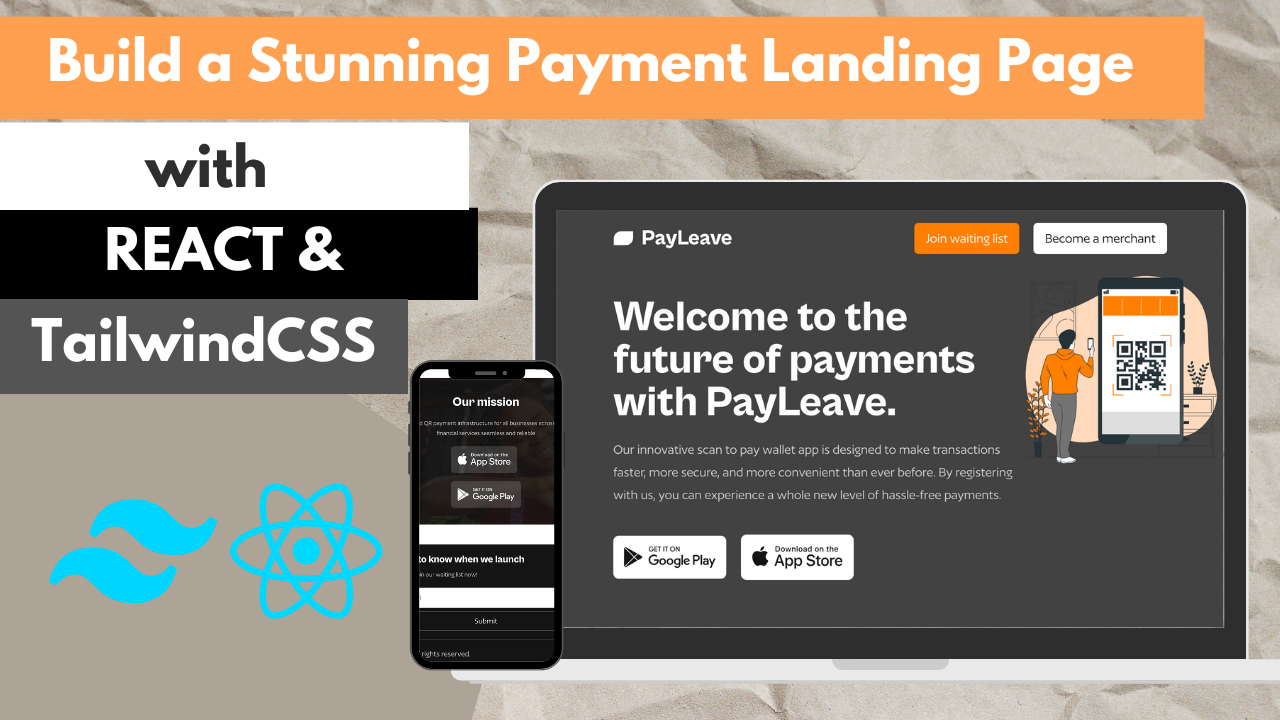 Build a Stunning Payment Landing Page
with
REACT &
TailwindCSS
PayLeave
Join waiting list
Become a merchant
Welcome to the
future of payments
with PayLeave.
Our innovative scan to pay wallet app is designed to make transactions
faster, more secure, and more convenient than ever before. By registering
with us, you can experience a whole new level of hassle-free payments.
GET IT ON
Google Play
Download on the
App Store
Our mission
d QR payment infrastructure for all businesses across
financial services seamless and reliable
Download on the
App Store
GET IT ON
Google Play
to know when we launch
in our waiting list now!
Submit
rights reserved